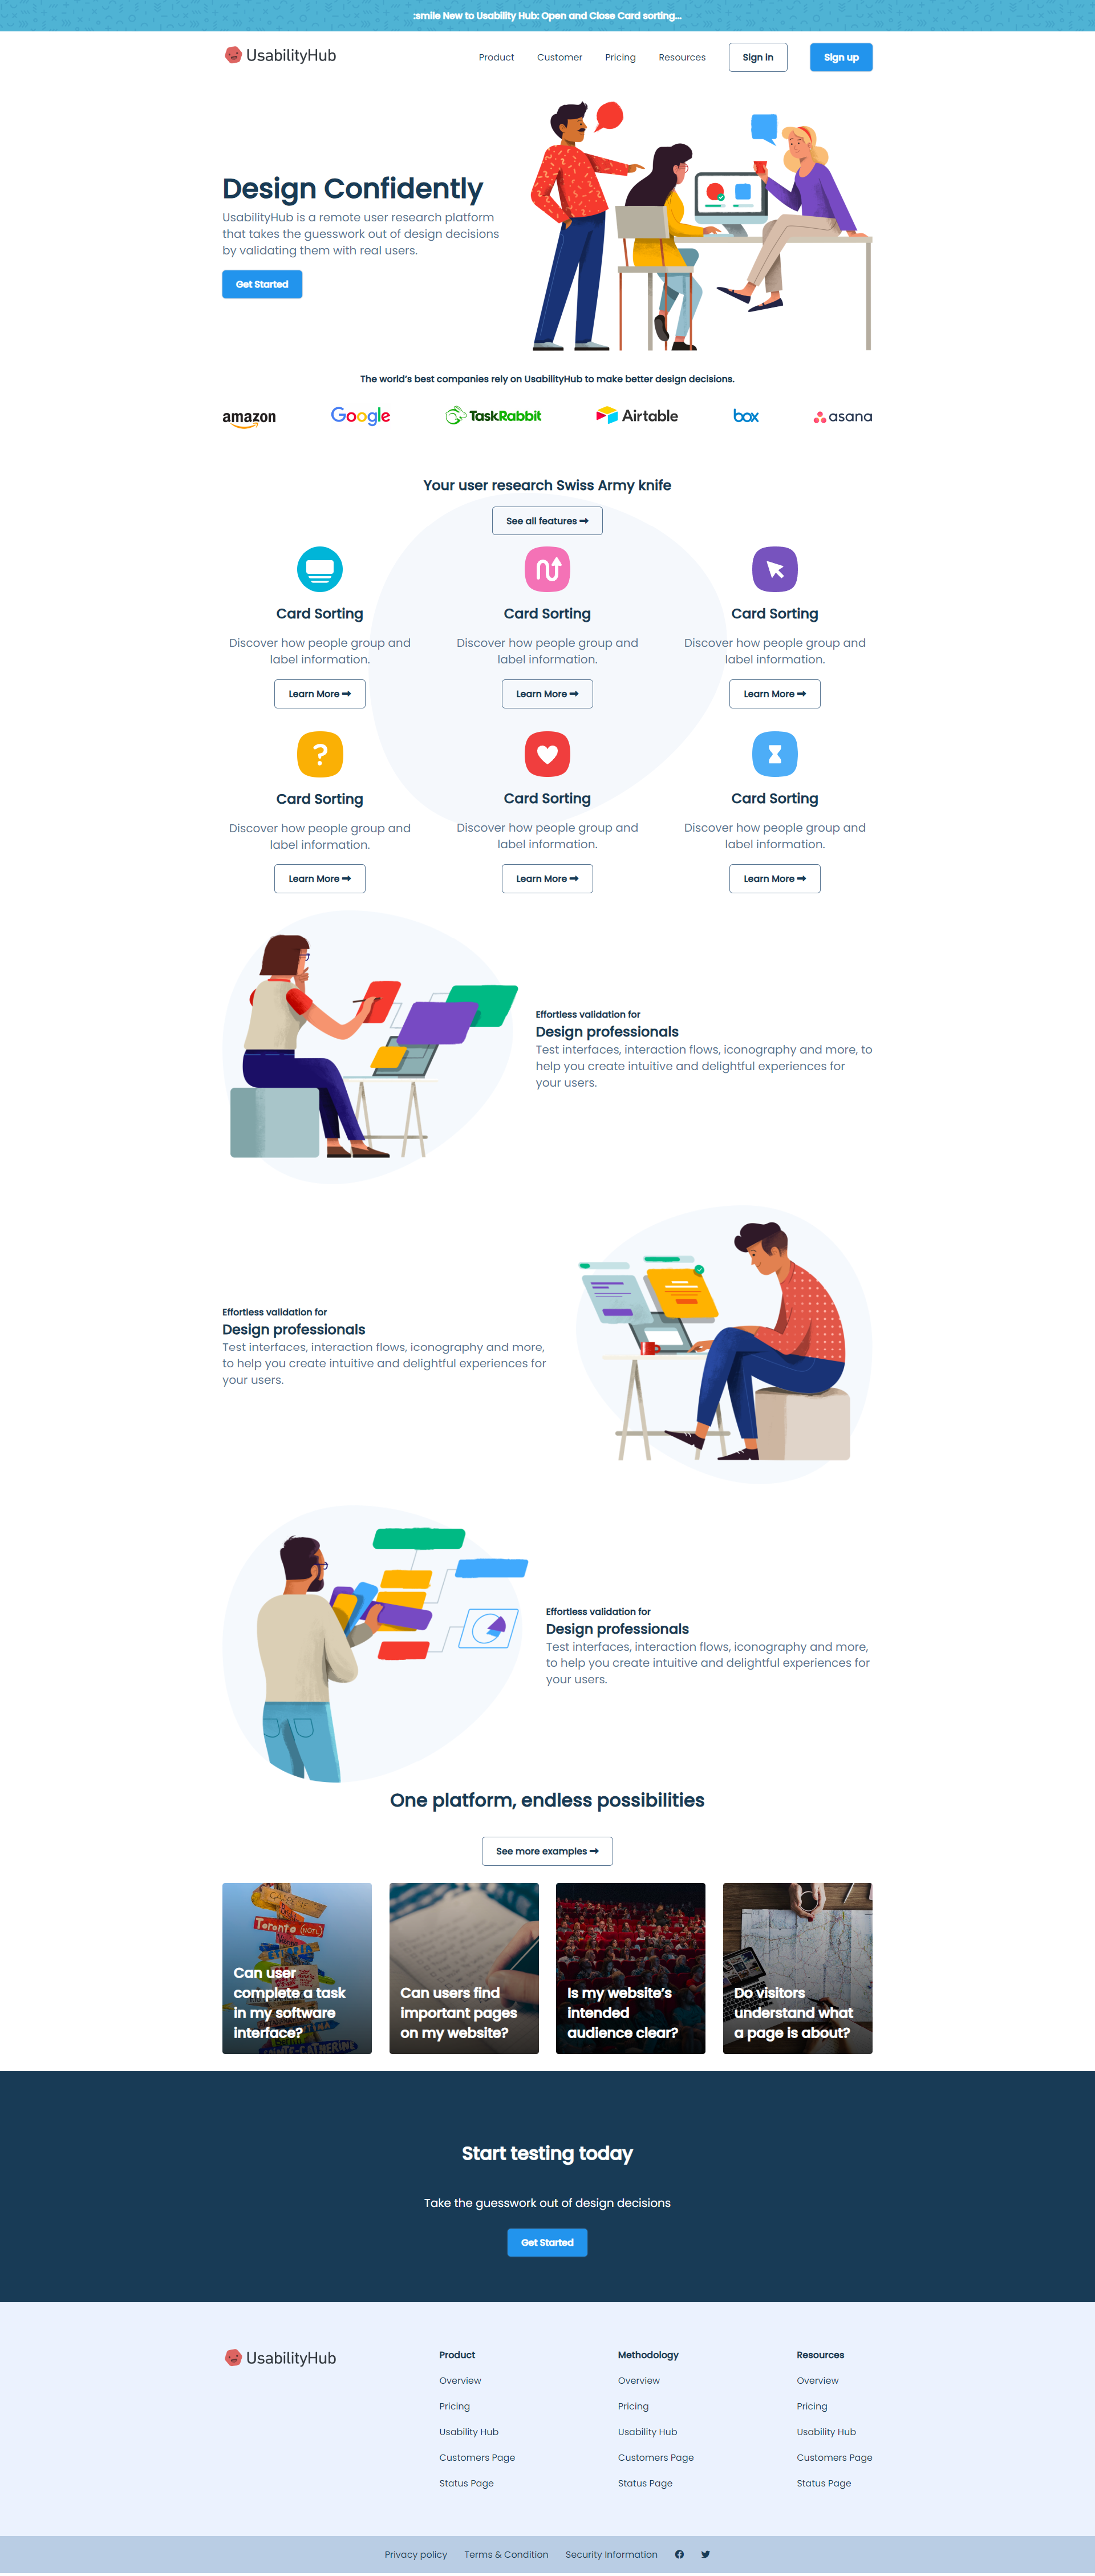 :smile New to Usability Hub: Open and Close Card sorting...
UsabilityHub
Product Customer Pricing Resources Sign in Sign up
Design Confidently
UsabilityHub is a remote user research platform
that takes the guesswork out of design decisions
by validating them with real users.
Get Started
The world's best companies rely on UsabilityHub to make better design decisions.
amazon Google TaskRabbit Airtable box asana
Your user research Swiss Army knife
See all features
Card Sorting
Discover how people group and
label information.
Learn More
Card Sorting
Discover how people group and
label information.
Learn More
Card Sorting
Discover how people group and
label information.
Learn More
?
Card Sorting
Discover how people group and
label information.
Learn More
Card Sorting
Discover how people group and
label information.
Learn More
Card Sorting
Discover how people group and
label information.
Learn More
Effortless validation for
Design professionals
Test interfaces, interaction flows, iconography and more, to
help you create intuitive and delightful experiences for
your users.
Effortless validation for
Design professionals
Test interfaces, interaction flows, iconography and more,
to help you create intuitive and delightful experiences for
your users.
Effortless validation for
Design professionals
Test interfaces, interaction flows, iconography and more,
to help you create intuitive and delightful experiences for
your users.
One platform, endless possibilities
See more examples
Toronto
Can user
complete a task
in my software
interface?
Can users find
important pages
on my website?
Is my website's
intended
audience clear?
Do visitors
understand what
a page is about?
Start testing today
Take the guesswork out of design decisions
Get Started
UsabilityHub
Product
Overview
Pricing
Usability Hub
Customers Page
Status Page
Methodology
Overview
Pricing
Usability Hub
Customers Page
Status Page
Resources
Overview
Pricing
Usability Hub
Customers Page
Status Page
Privacy policy Terms & Condition Security Information